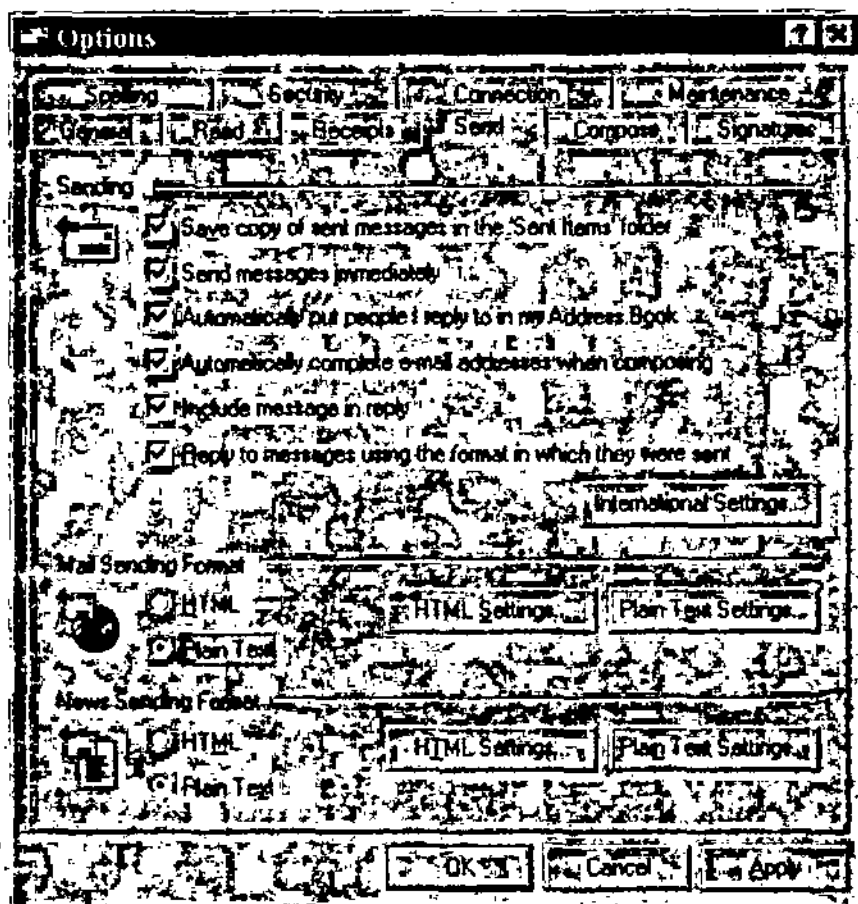 Options
Spelling Security Connection Maintenance
General Read Receipts Send Compose Signatures
Sending
Save copy of sent messages in the 'Sent Items' folder
Send messages immediately
Automatically put people I reply to in my Address Book
Automatically complete e-mail addresses when composing
Include message in reply
Reply to messages using the format in which they were sent
International Settings...
Mail Sending Format
HTML HTML Settings... Plain Text Settings...
Plain Text
News Sending Format
HTML HTML Settings... Plain Text Settings...
Plain Text
OK Cancel Apply